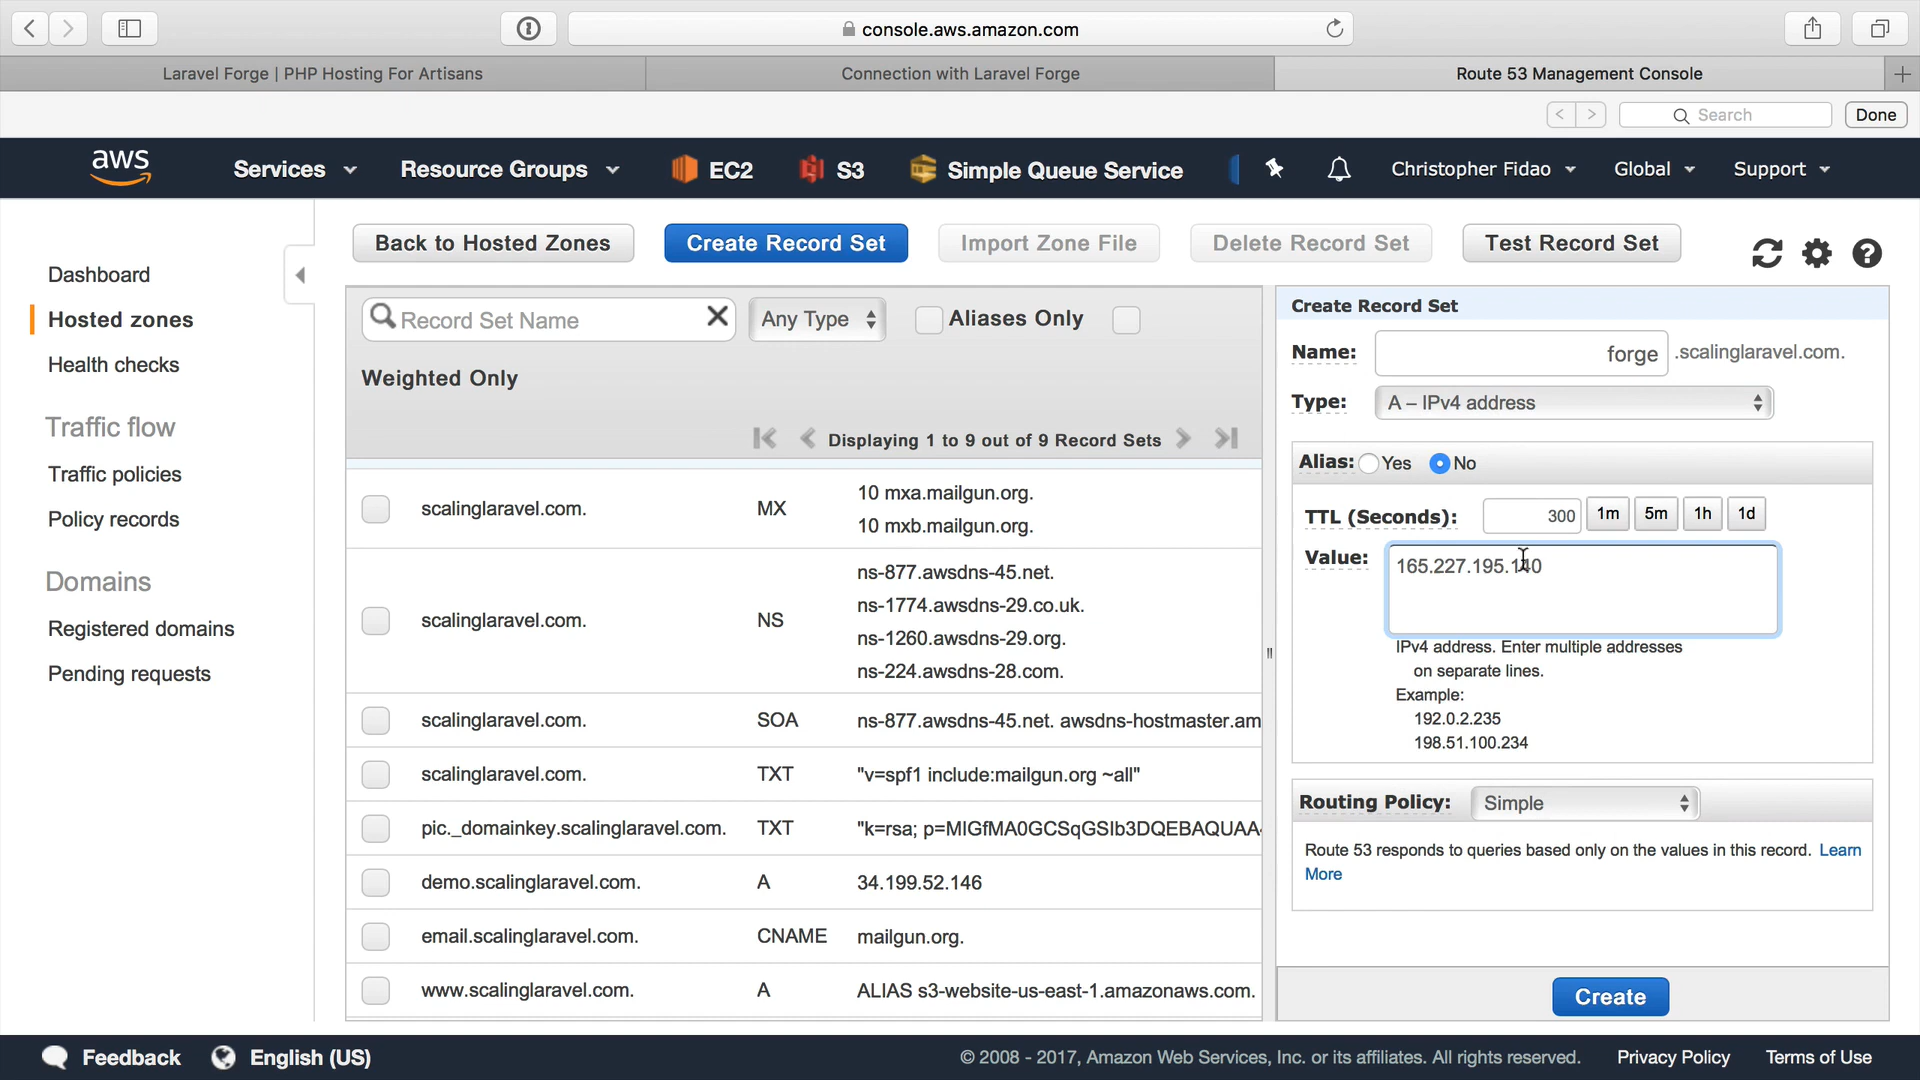 console.aws.amazon.com
Laravel Forge | PHP Hosting For Artisans
Connection with Laravel Forge
Route 53 Management Console
Search
Done
aws
Services
Resource Groups
EC2
S3
Simple Queue Service
Christopher Fidao
Global
Support
Back to Hosted Zones
Create Record Set
Import Zone File
Delete Record Set
Test Record Set
Dashboard
Hosted zones
Health checks
Traffic flow
Traffic policies
Policy records
Domains
Registered domains
Pending requests
Record Set Name
Any Type
Aliases Only
Weighted Only
Displaying 1 to 9 out of 9 Record Sets
scalinglaravel.com. MX 10 mxa.mailgun.org.
10 mxb.mailgun.org.
scalinglaravel.com. NS ns-877.awsdns-45.net.
ns-1774.awsdns-29.co.uk.
ns-1260.awsdns-29.org.
ns-224.awsdns-28.com.
scalinglaravel.com. SOA ns-877.awsdns-45.net. awsdns-hostmaster.am
scalinglaravel.com. TXT "v=spf1 include:mailgun.org ~all"
pic._domainkey.scalinglaravel.com. TXT "k=rsa; p=MIGfMA0GCSqGSIb3DQEBAQUAA
demo.scalinglaravel.com. A 34.199.52.146
email.scalinglaravel.com. CNAME mailgun.org.
www.scalinglaravel.com. A ALIAS s3-website-us-east-1.amazonaws.com.
Create Record Set
Name: forge .scalinglaravel.com.
Type: A – IPv4 address
Alias: Yes No
TTL (Seconds): 300 1m 5m 1h 1d
Value: 165.227.195.140
IPv4 address. Enter multiple addresses
on separate lines.
Example:
192.0.2.235
198.51.100.234
Routing Policy: Simple
Route 53 responds to queries based only on the values in this record. Learn
More
Create
Feedback
English (US)
© 2008 - 2017, Amazon Web Services, Inc. or its affiliates. All rights reserved.
Privacy Policy
Terms of Use